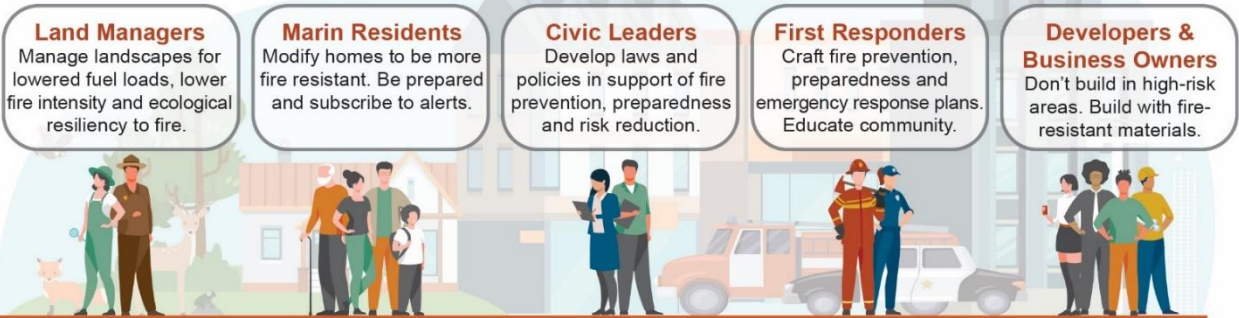 Land Managers
Manage landscapes for
lowered fuel loads, lower
fire intensity and ecological
resiliency to fire.
Marin Residents
Modify homes to be more
fire resistant. Be prepared
and subscribe to alerts.
Civic Leaders
Develop laws and
policies in support of fire
prevention, preparedness
and risk reduction.
First Responders
Craft fire prevention,
preparedness and
emergency response plans.
Educate community.
Developers &
Business Owners
Don’t build in high-risk
areas. Build with fire-
resistant materials.